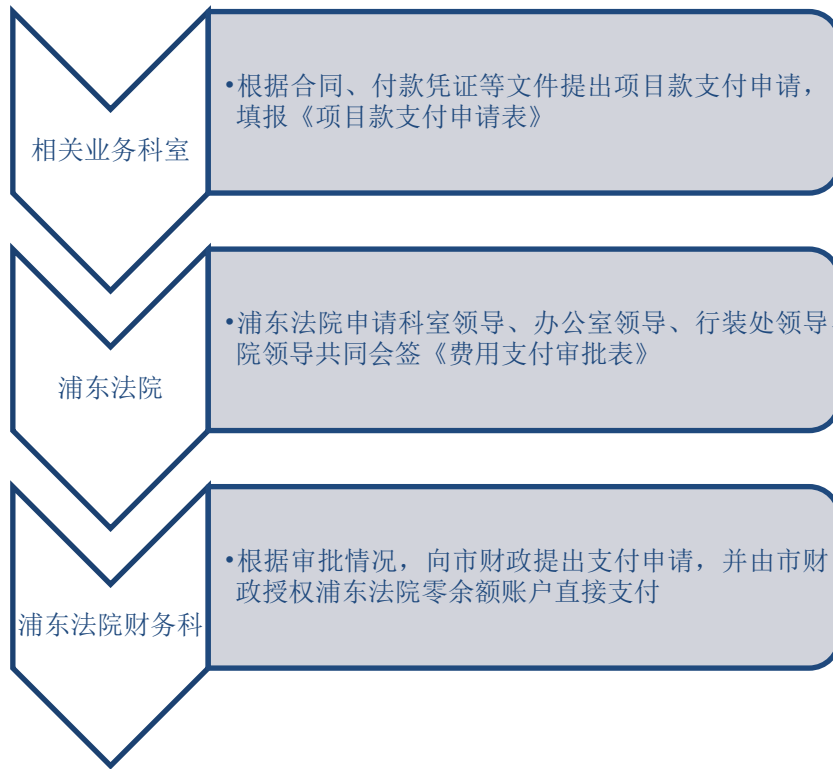 相关业务科室
•根据合同、付款凭证等文件提出项目款支付申请，
填报《项目款支付申请表》
浦东法院
•浦东法院申请科室领导、办公室领导、行装处领导、
院领导共同会签《费用支付审批表》
浦东法院财务科
•根据审批情况，向市财政提出支付申请，并由市财
政授权浦东法院零余额账户直接支付